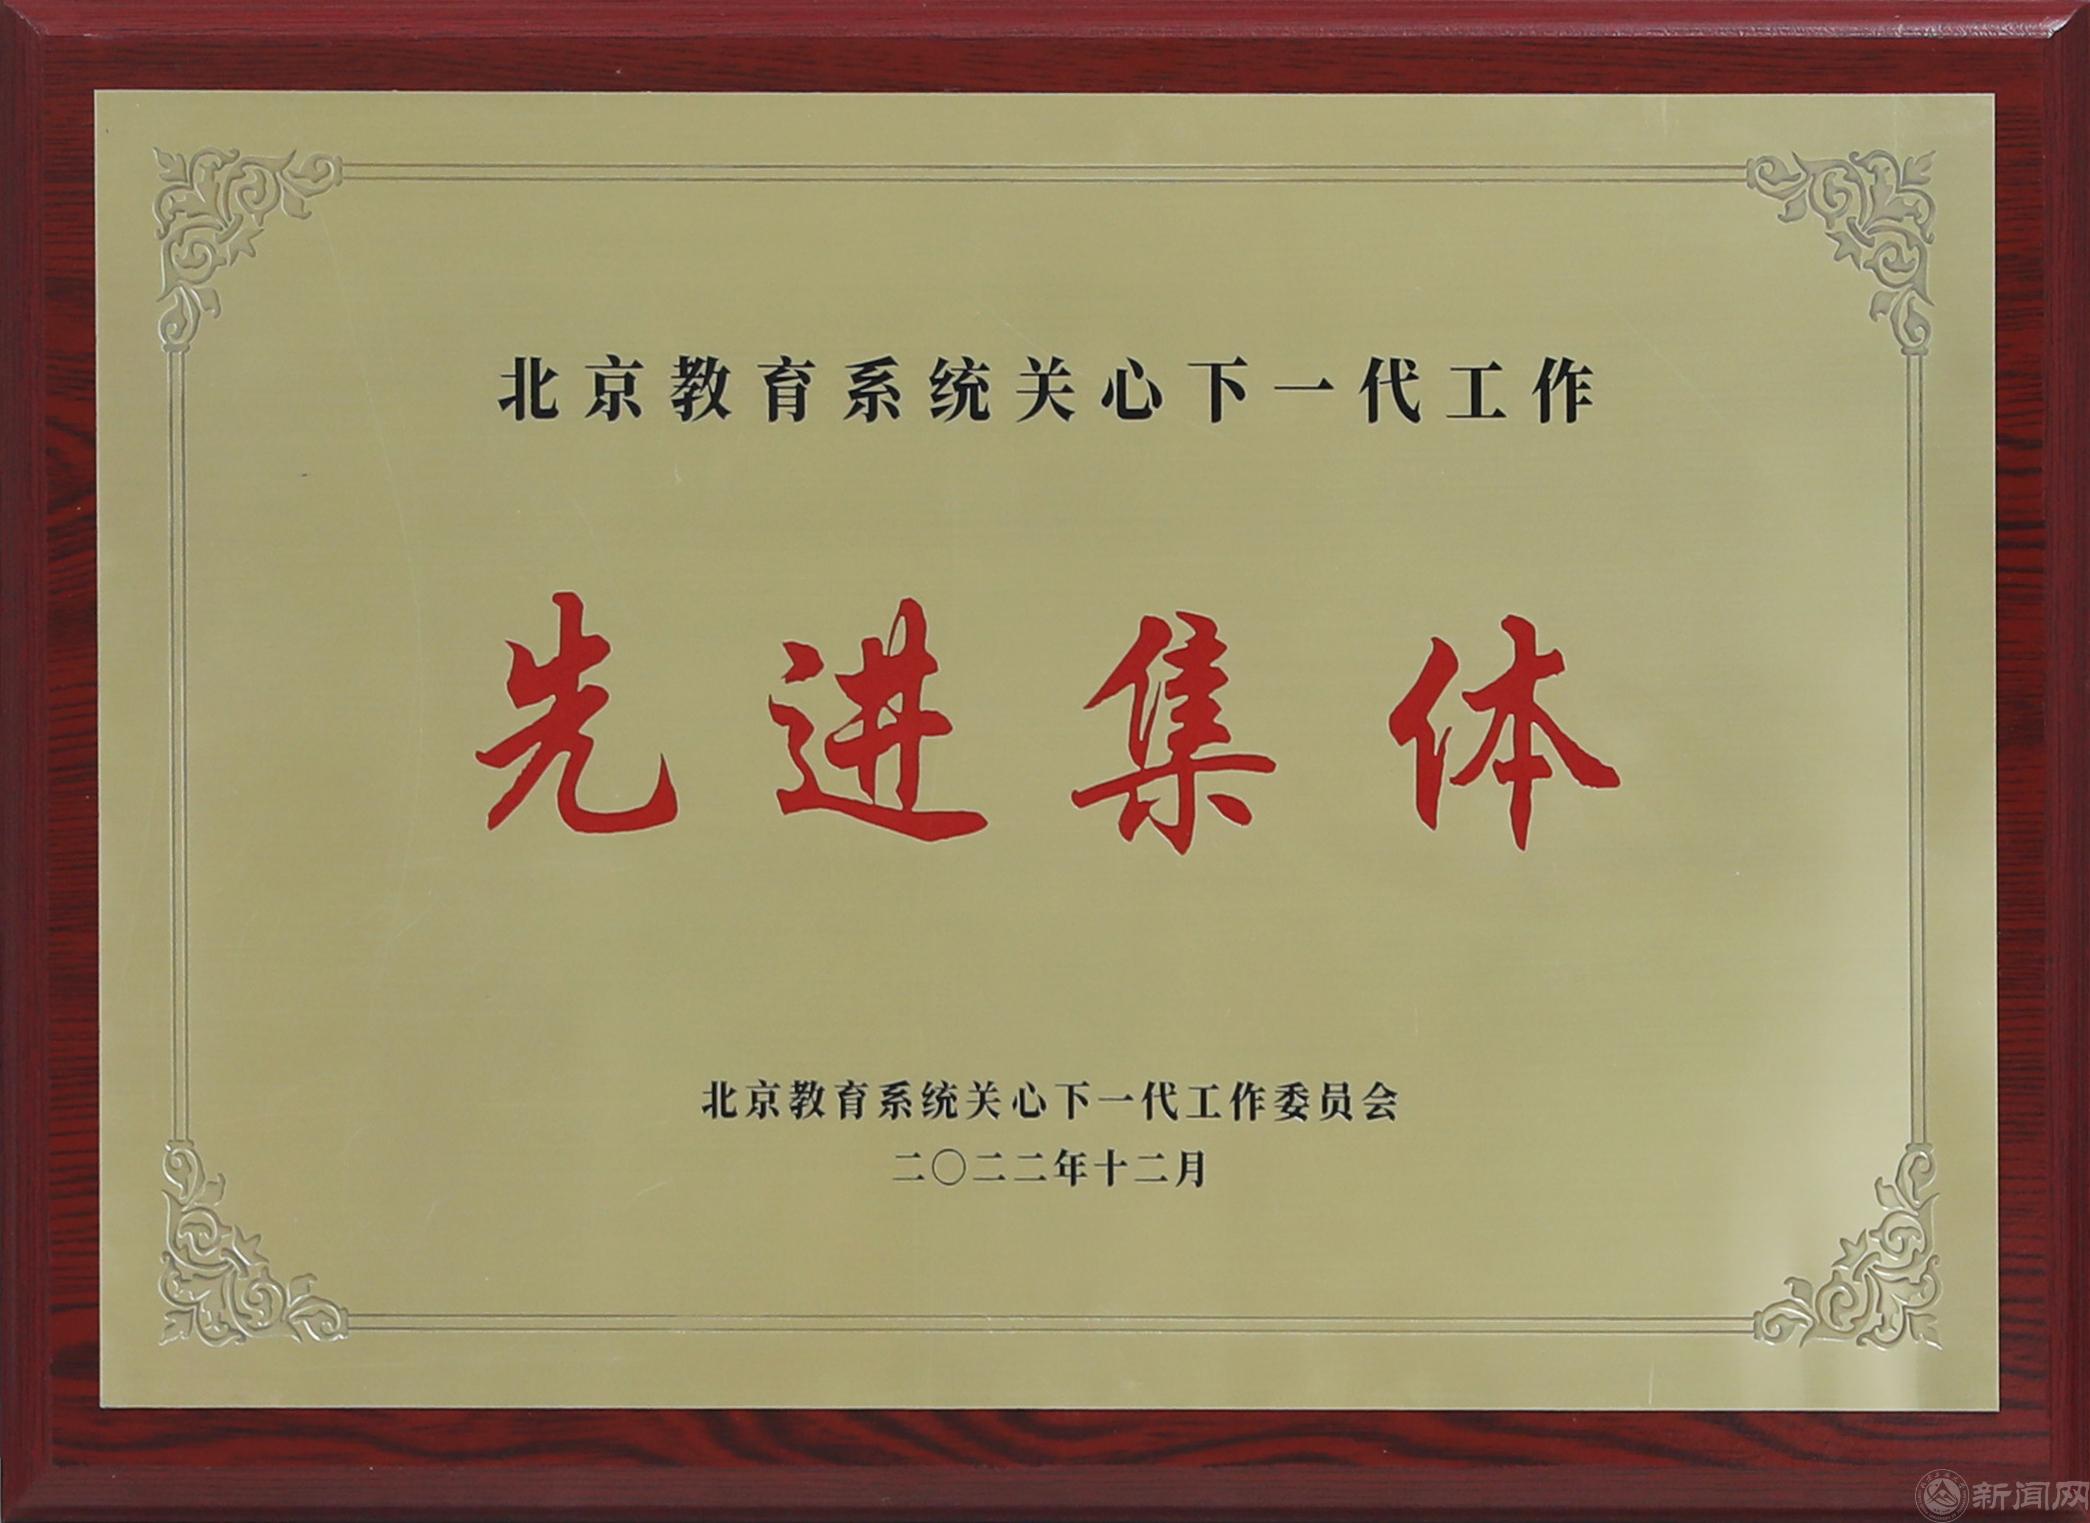 北京教育系统关心下一代工作
先进集体
北京教育系统关心下一代工作委员会
二〇二二年十二月
新闻网